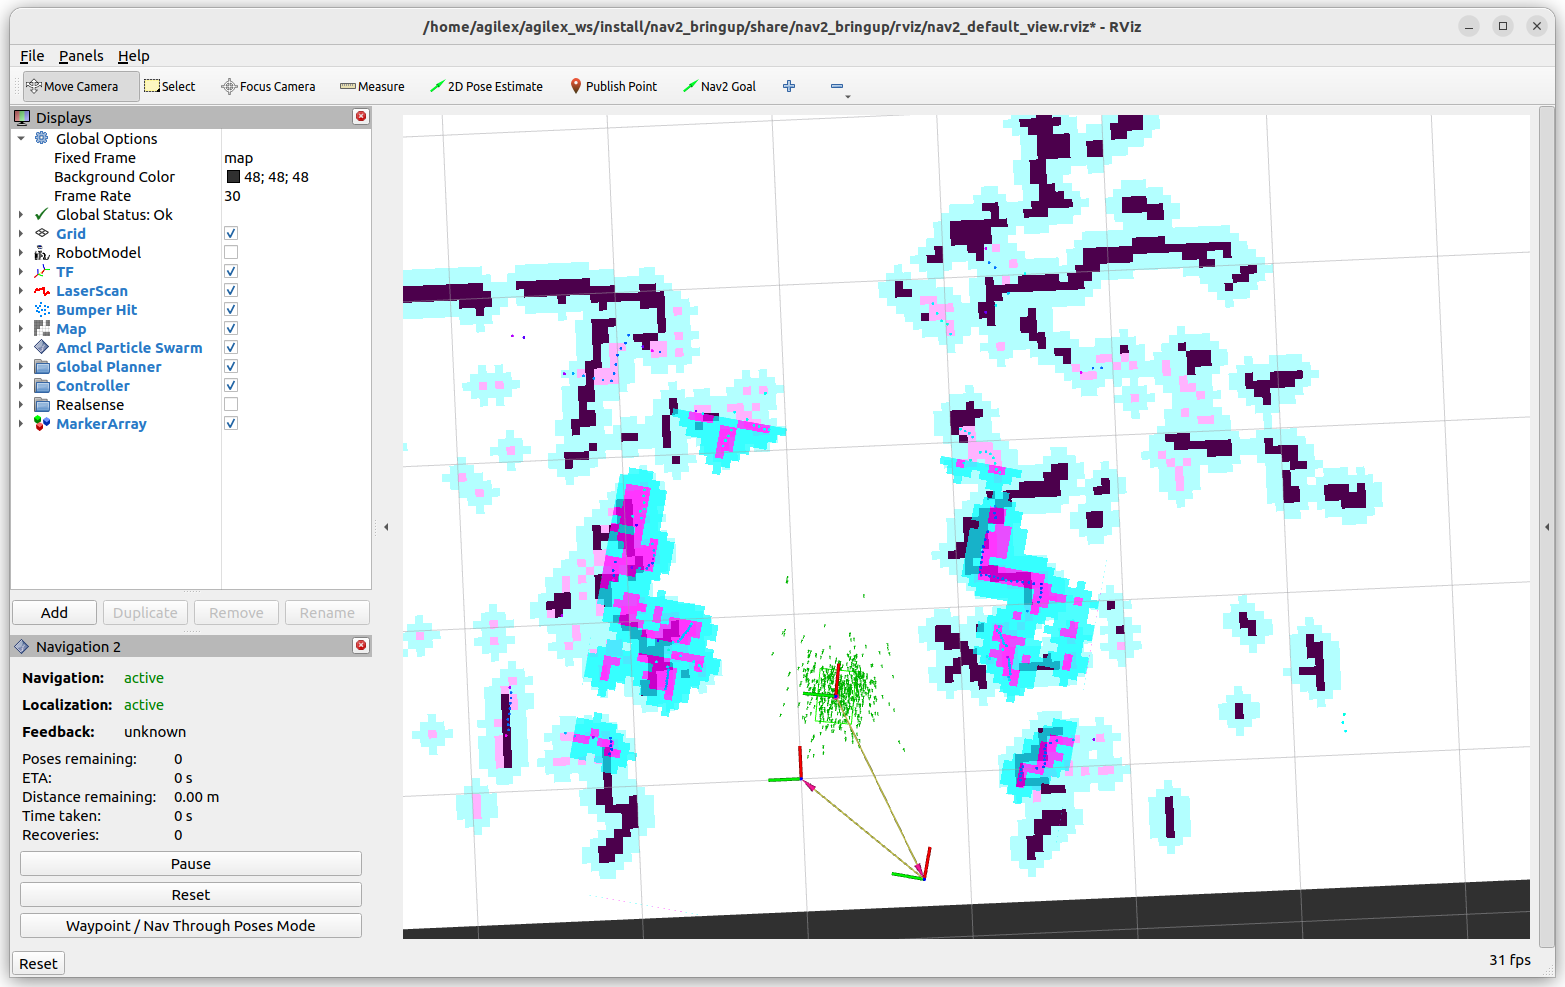 /home/agilex/agilex_ws/install/nav2_bringup/share/nav2_bringup/rviz/nav2_default_view.rviz* - RViz
File Panels Help
Move Camera Select Focus Camera Measure 2D Pose Estimate Publish Point Nav2 Goal
Displays
Global Options
Fixed Frame map
Background Color 48; 48; 48
Frame Rate 30
Global Status: Ok
Grid
RobotModel
TF
LaserScan
Bumper Hit
Map
Amcl Particle Swarm
Global Planner
Controller
Realsense
MarkerArray
Add Duplicate Remove Rename
Navigation 2
Navigation: active
Localization: active
Feedback: unknown
Poses remaining: 0
ETA: 0 s
Distance remaining: 0.00 m
Time taken: 0 s
Recoveries: 0
Pause
Reset
Waypoint / Nav Through Poses Mode
Reset
31 fps